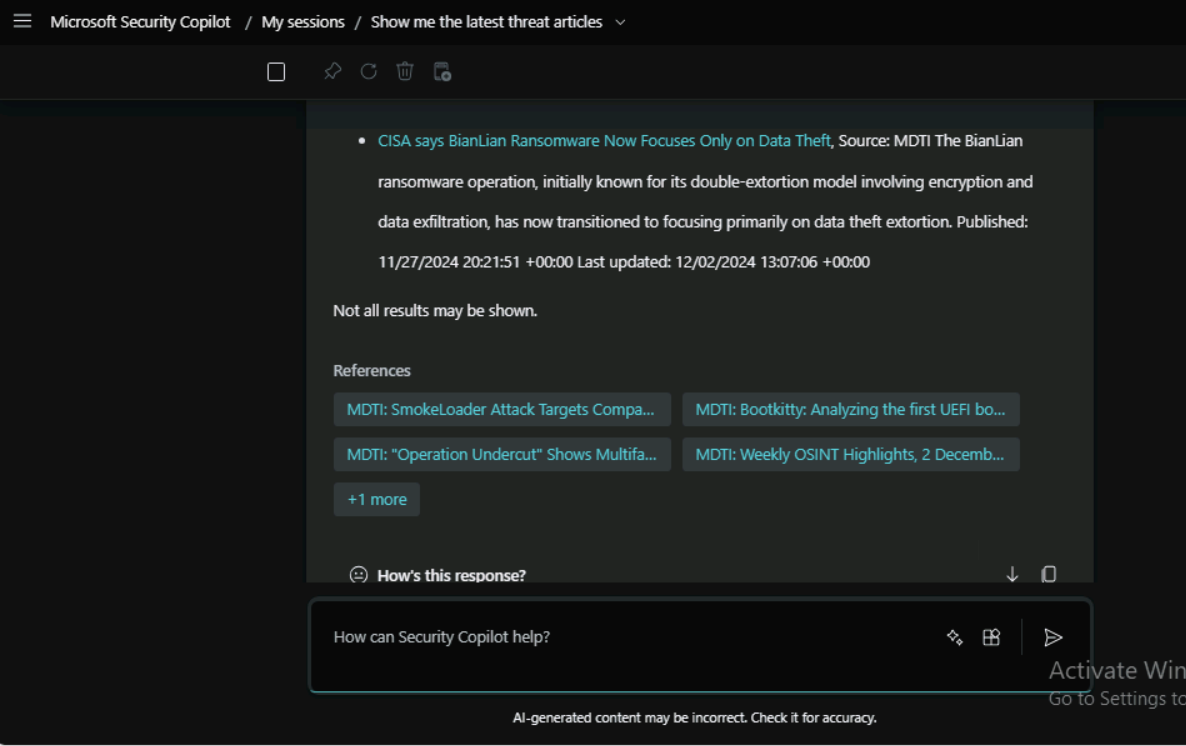 Microsoft Security Copilot / My sessions / Show me the latest threat articles
CISA says BianLian Ransomware Now Focuses Only on Data Theft, Source: MDTI The BianLian
ransomware operation, initially known for its double-extortion model involving encryption and
data exfiltration, has now transitioned to focusing primarily on data theft extortion. Published:
11/27/2024 20:21:51 +00:00 Last updated: 12/02/2024 13:07:06 +00:00
Not all results may be shown.
References
MDTI: SmokeLoader Attack Targets Compa... MDTI: Bootkitty: Analyzing the first UEFI bo...
MDTI: "Operation Undercut" Shows Multifa... MDTI: Weekly OSINT Highlights, 2 Decemb...
+1 more
How's this response?
How can Security Copilot help?
Activate Win
Go to Settings to
AI-generated content may be incorrect. Check it for accuracy.